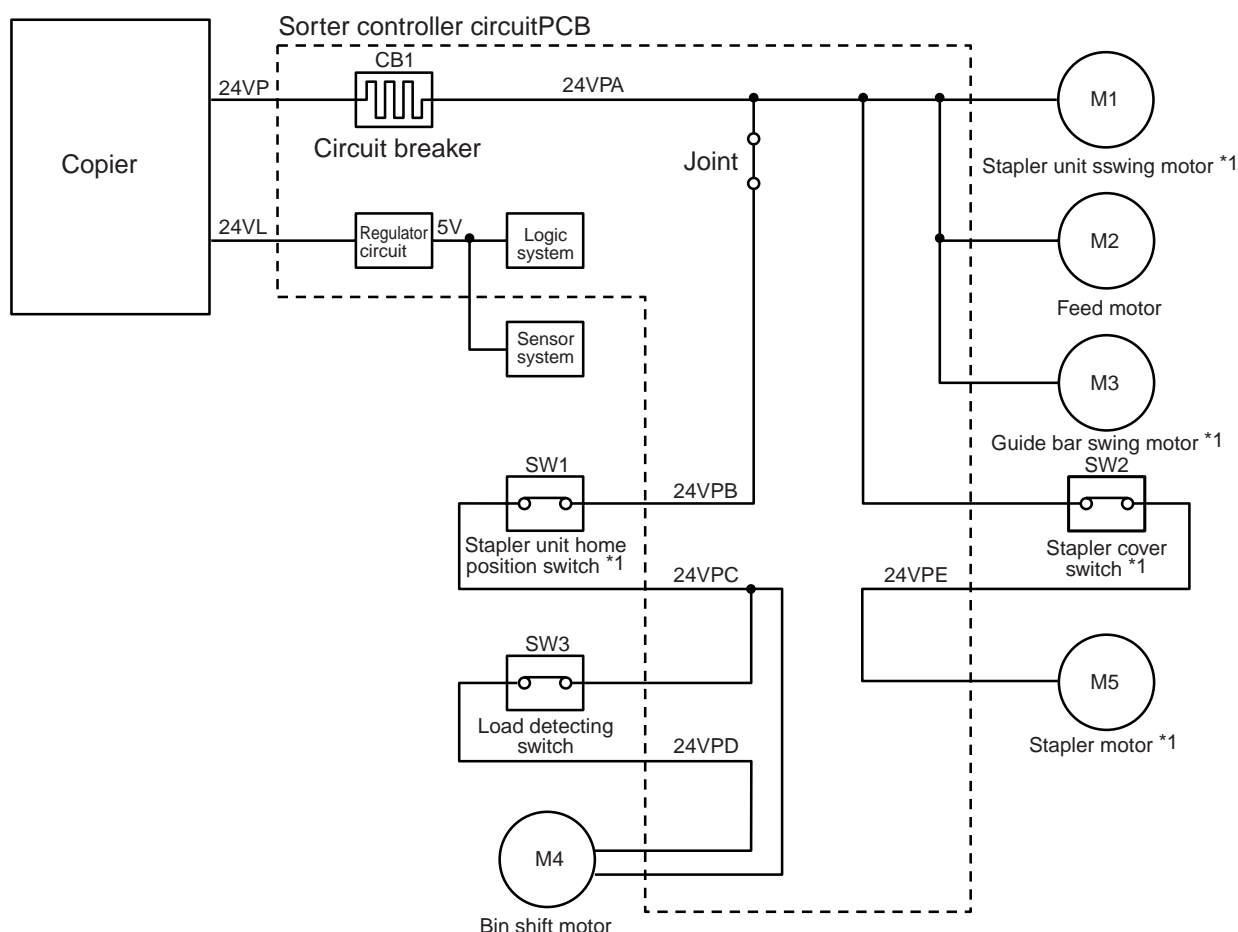 Sorter controller circuitPCB
CB1
24VP
24VPA
Circuit breaker
Copier
Joint
M1
Stapler unit sswing motor *1
24VL
Regulator
circuit
5V
Logic
system
M2
Feed motor
Sensor
system
M3
Guide bar swing motor *1
SW1
24VPB
SW2
Stapler unit home
position switch *1
Stapler cover
switch *1
24VPC
24VPE
SW3
Load detecting
switch
M5
Stapler motor *1
24VPD
M4
Bin shift motor